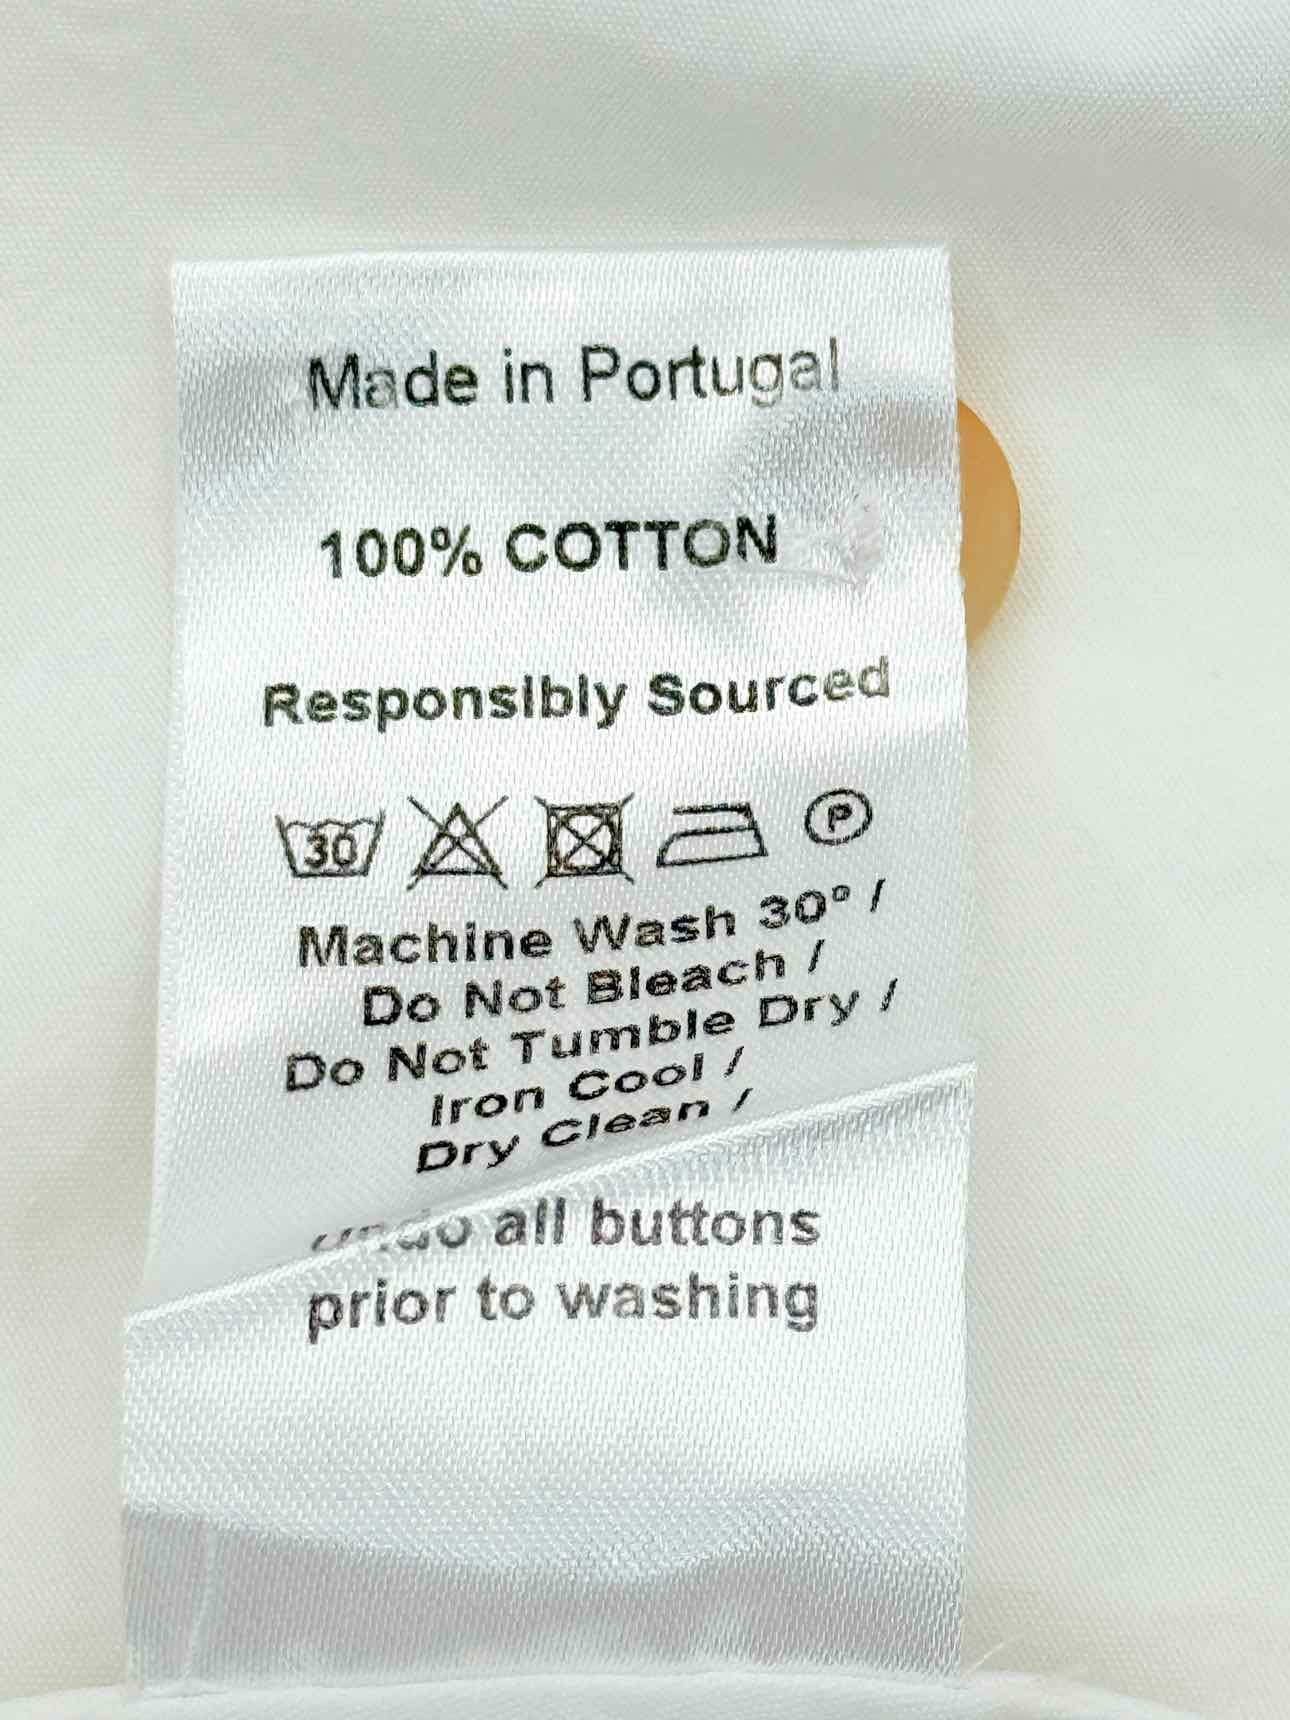 Made in Portugal
100% COTTON
Responsibly Sourced
30 P
Machine Wash 30° /
Do Not Bleach /
Do Not Tumble Dry /
Iron Cool /
Dry Clean /
undo all buttons
prior to washing